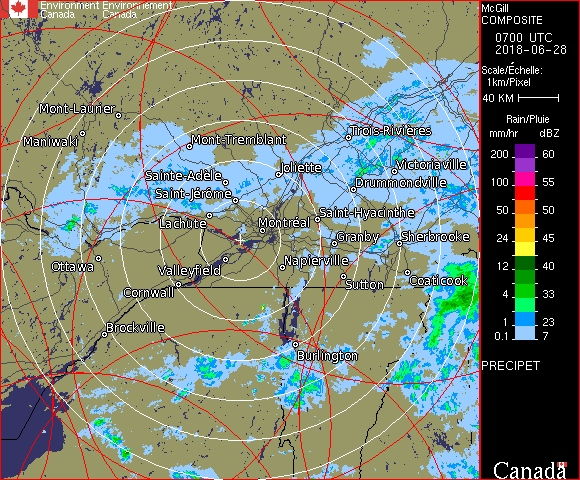 Environment Environnement
Canada Canada
McGill
COMPOSITE
0700 UTC
2018-06-28
Scale/Échelle:
1km/Pixel
40 KM
Rain/Pluie
mm/hr dBZ
200 60
100 55
50 50
24 45
12 40
4 33
1 23
0.1 7
PRECIPET
Canada
Mont-Laurier
Maniwaki
Mont-Tremblant
Trois-Rivières
Joliette
Victoriaville
Sainte-Adèle
Drummondville
Saint-Jérôme
Lachute
Saint-Hyacinthe
Montréal
Granby
Sherbrooke
Ottawa
Valleyfield
Napierville
Cornwall
Sutton
Coaticook
Brockville
Burlington